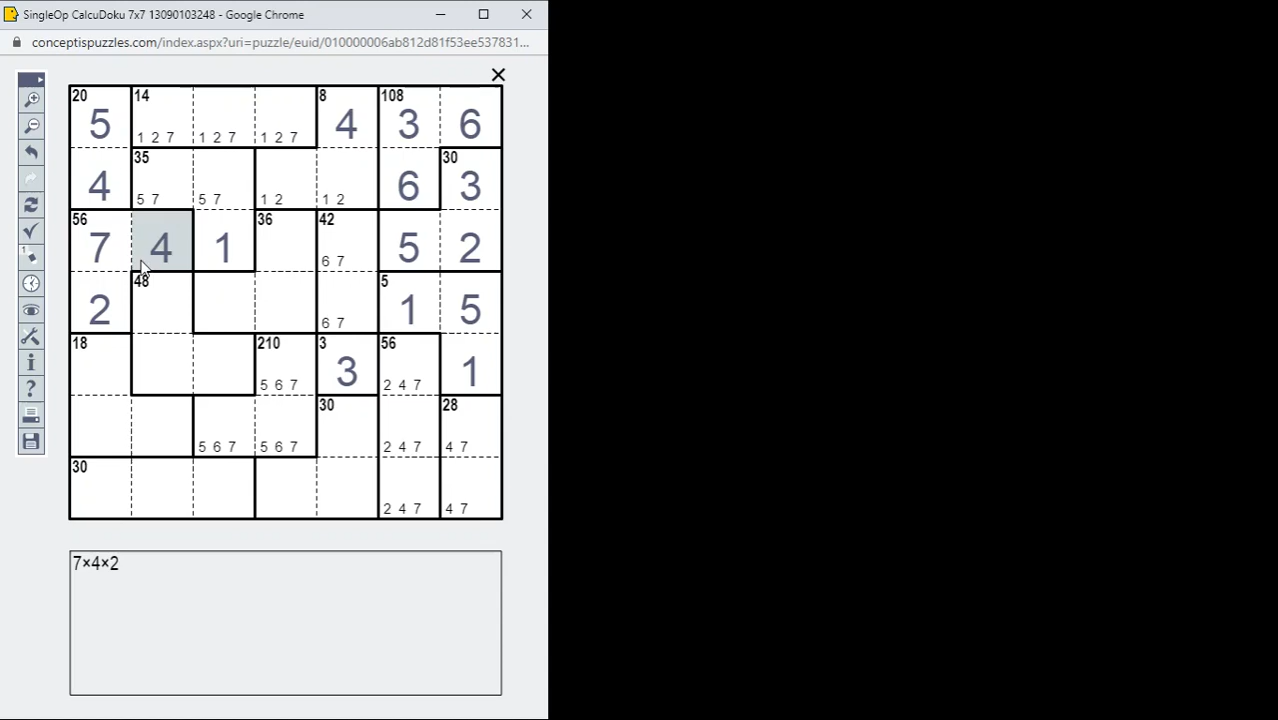 SingleOp CalcuDoku 7x7 13090103248 - Google Chrome
conceptispuzzles.com/index.aspx?uri=puzzle/euid/010000006ab812d81f53ee537831...
20 14 8 108
5 1 2 7 1 2 7 1 2 7 4 3 6
35 30
4 5 7 5 7 1 2 1 2 6 3
56 36 42
7 4 1 6 7 5 2
48 5
2 6 7 1 5
18 210 3 56
5 6 7 3 2 4 7 1
30 28
5 6 7 5 6 7 2 4 7 4 7
30
2 4 7 4 7
7×4×2